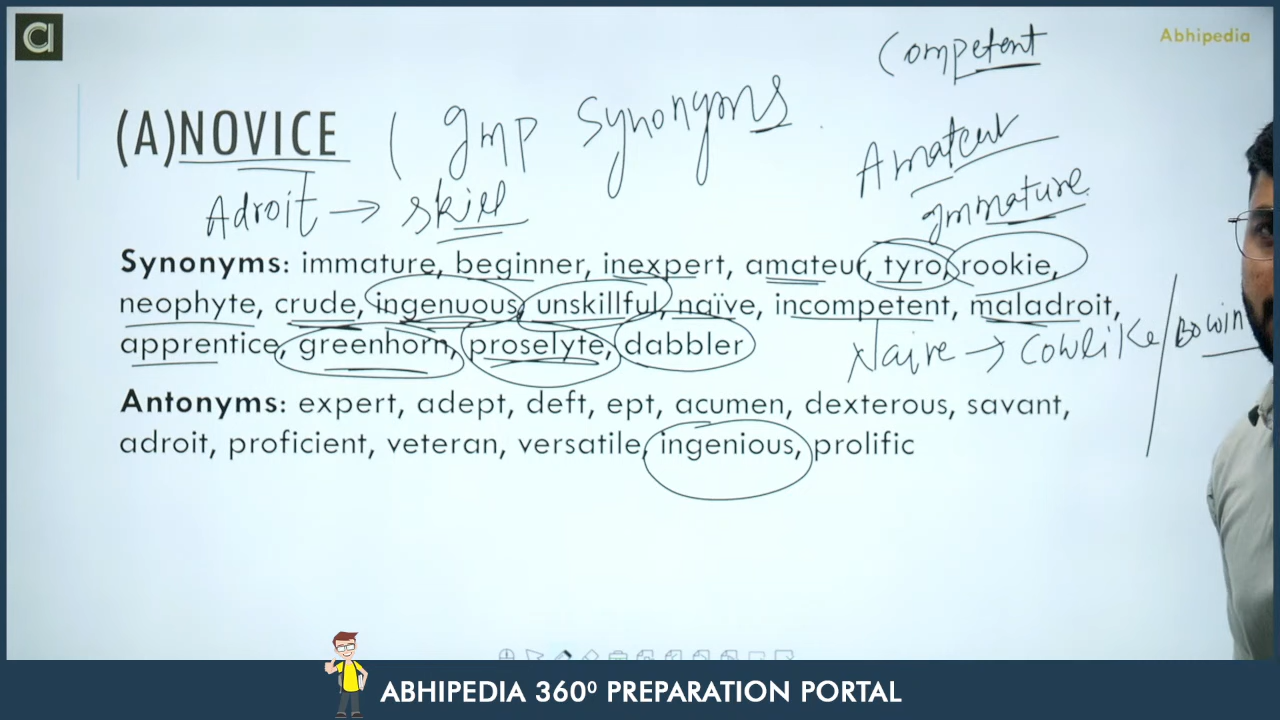 Abhipedia
Competent
(A)NOVICE ( Imp Synonyms
Amateur
Immature
Adroit → skill
Synonyms: immature, beginner, inexpert, amateur, tyro, rookie,
neophyte, crude, ingenuous, unskillful, naïve, incompetent, maladroit,
apprentice, greenhorn, proselyte, dabbler
Naive → Cowlike/Bowin
Antonyms: expert, adept, deft, ept, acumen, dexterous, savant,
adroit, proficient, veteran, versatile, ingenious, prolific
ABHIPEDIA 360⁰ PREPARATION PORTAL